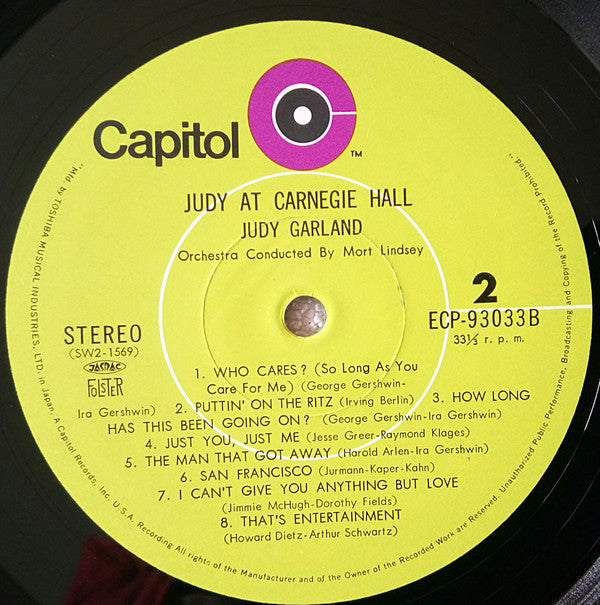 Capitol
TM
JUDY AT CARNEGIE HALL
JUDY GARLAND
Orchestra Conducted By Mort Lindsey
2
ECP-93033B
33⅓ r. p. m.
STEREO
(SW2-1569)
JASRAC
FOLSTER
1. WHO CARES? (So Long As You
Care For Me) (George Gershwin-
Ira Gershwin) 2. PUTTIN' ON THE RITZ (Irving Berlin) 3. HOW LONG
HAS THIS BEEN GOING ON? (George Gershwin-Ira Gershwin)
4. JUST YOU, JUST ME (Jesse Greer-Raymond Klages)
5. THE MAN THAT GOT AWAY (Harold Arlen-Ira Gershwin)
6. SAN FRANCISCO (Jurmann-Kaper-Kahn)
7. I CAN'T GIVE YOU ANYTHING BUT LOVE
(Jimmie McHugh-Dorothy Fields)
8. THAT'S ENTERTAINMENT
(Howard Dietz-Arthur Schwartz)
"Mfd. by TOSHIBA MUSICAL INDUSTRIES, LTD. in Japan. A Capitol Records, Inc. U. S. A. Recording All rights of the Manufacturer and of the Owner of the Recorded Work are Reserved. Unauthorized Public Performance, Broadcasting and Copying of the Record Prohibited"